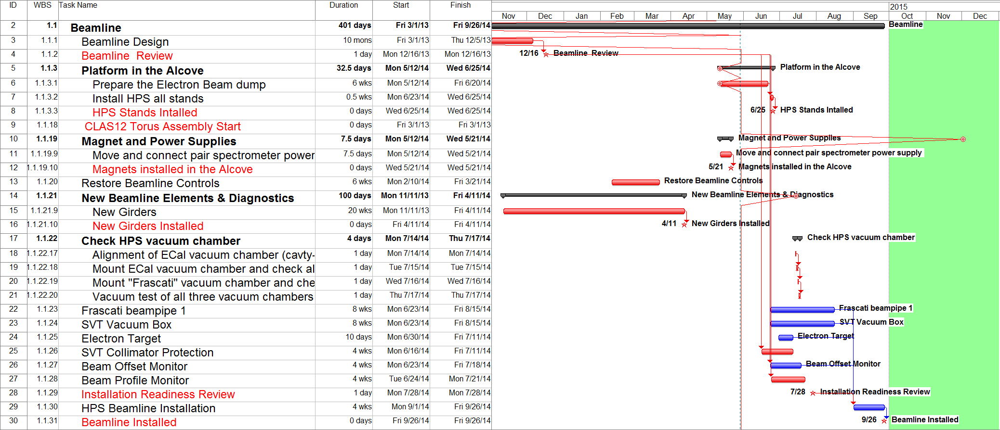 ID WBS Task Name Duration Start Finish 2015
Nov Dec Jan Feb Mar Apr May Jun Jul Aug Sep Oct Nov Dec
2 1.1 Beamline 401 days Fri 3/1/13 Fri 9/26/14 Beamline
3 1.1.1 Beamline Design 10 mons Fri 3/1/13 Thu 12/5/13
4 1.1.2 Beamline Review 1 day Mon 12/16/13 Mon 12/16/13 12/16 Beamline Review
5 1.1.3 Platform in the Alcove 32.5 days Mon 5/12/14 Wed 6/25/14 Platform in the Alcove
6 1.1.3.1 Prepare the Electron Beam dump 6 wks Mon 5/12/14 Fri 6/20/14
7 1.1.3.2 Install HPS all stands 0.5 wks Mon 6/23/14 Wed 6/25/14
8 1.1.3.3 HPS Stands Intalled 0 days Wed 6/25/14 Wed 6/25/14 6/25 HPS Stands Intalled
9 1.1.18 CLAS12 Torus Assembly Start 0 days Fri 3/1/13 Fri 3/1/13
10 1.1.19 Magnet and Power Supplies 7.5 days Mon 5/12/14 Wed 5/21/14 Magnet and Power Supplies
11 1.1.19.9 Move and connect pair spectrometer power 7.5 days Mon 5/12/14 Wed 5/21/14 Move and connect pair spectrometer power supply
12 1.1.19.10 Magnets installed in the Alcove 0 days Wed 5/21/14 Wed 5/21/14 5/21 Magnets installed in the Alcove
13 1.1.20 Restore Beamline Controls 6 wks Mon 2/10/14 Fri 3/21/14 Restore Beamline Controls
14 1.1.21 New Beamline Elements & Diagnostics 100 days Mon 11/11/13 Fri 4/11/14 New Beamline Elements & Diagnostics
15 1.1.21.9 New Girders 20 wks Mon 11/11/13 Fri 4/11/14
16 1.1.21.10 New Girders Installed 0 days Fri 4/11/14 Fri 4/11/14 4/11 New Girders Installed
17 1.1.22 Check HPS vacuum chamber 4 days Mon 7/14/14 Thu 7/17/14 Check HPS vacuum chamber
18 1.1.22.17 Alignment of ECal vacuum chamber (cavty- 1 day Mon 7/14/14 Mon 7/14/14
19 1.1.22.18 Mount ECal vacuum chamber and check al 1 day Tue 7/15/14 Tue 7/15/14
20 1.1.22.19 Mount "Frascati" vacuum chamber and che 1 day Wed 7/16/14 Wed 7/16/14
21 1.1.22.20 Vacuum test of all three vacuum chambers 1 day Thu 7/17/14 Thu 7/17/14
22 1.1.23 Frascati beampipe 1 8 wks Mon 6/23/14 Fri 8/15/14 Frascati beampipe 1
23 1.1.24 SVT Vacuum Box 8 wks Mon 6/23/14 Fri 8/15/14 SVT Vacuum Box
24 1.1.25 Electron Target 10 days Mon 6/30/14 Fri 7/11/14 Electron Target
25 1.1.26 SVT Collimator Protection 4 wks Mon 6/16/14 Fri 7/11/14
26 1.1.27 Beam Offset Monitor 4 wks Mon 6/23/14 Fri 7/18/14 Beam Offset Monitor
27 1.1.28 Beam Profile Monitor 4 wks Tue 6/24/14 Mon 7/21/14
28 1.1.29 Installation Readiness Review 1 day Mon 7/28/14 Mon 7/28/14 7/28 Installation Readiness Review
29 1.1.30 HPS Beamline Installation 4 wks Mon 9/1/14 Fri 9/26/14
30 1.1.31 Beamline Installed 0 days Fri 9/26/14 Fri 9/26/14 9/26 Beamline Installed